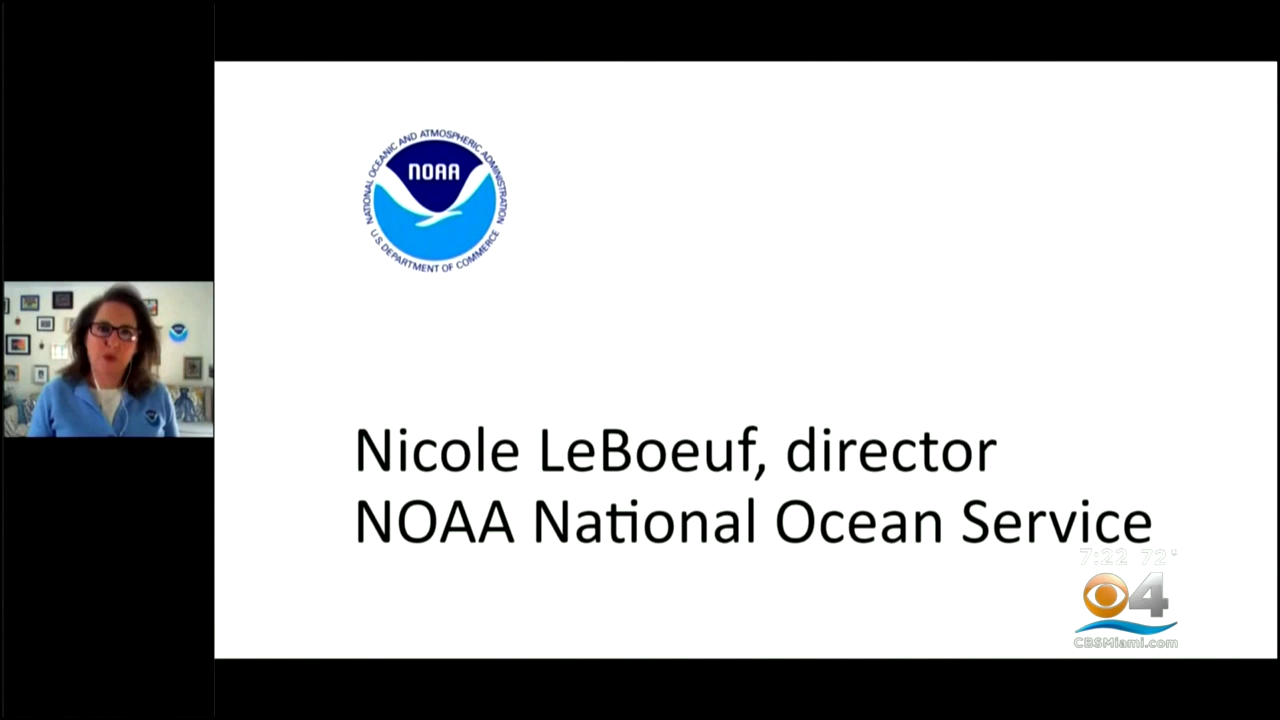 NOAA
NATIONAL OCEANIC AND ATMOSPHERIC ADMINISTRATION
U.S. DEPARTMENT OF COMMERCE
Nicole LeBoeuf, director
NOAA National Ocean Service
7:22 72°
4
CBSMiami.com